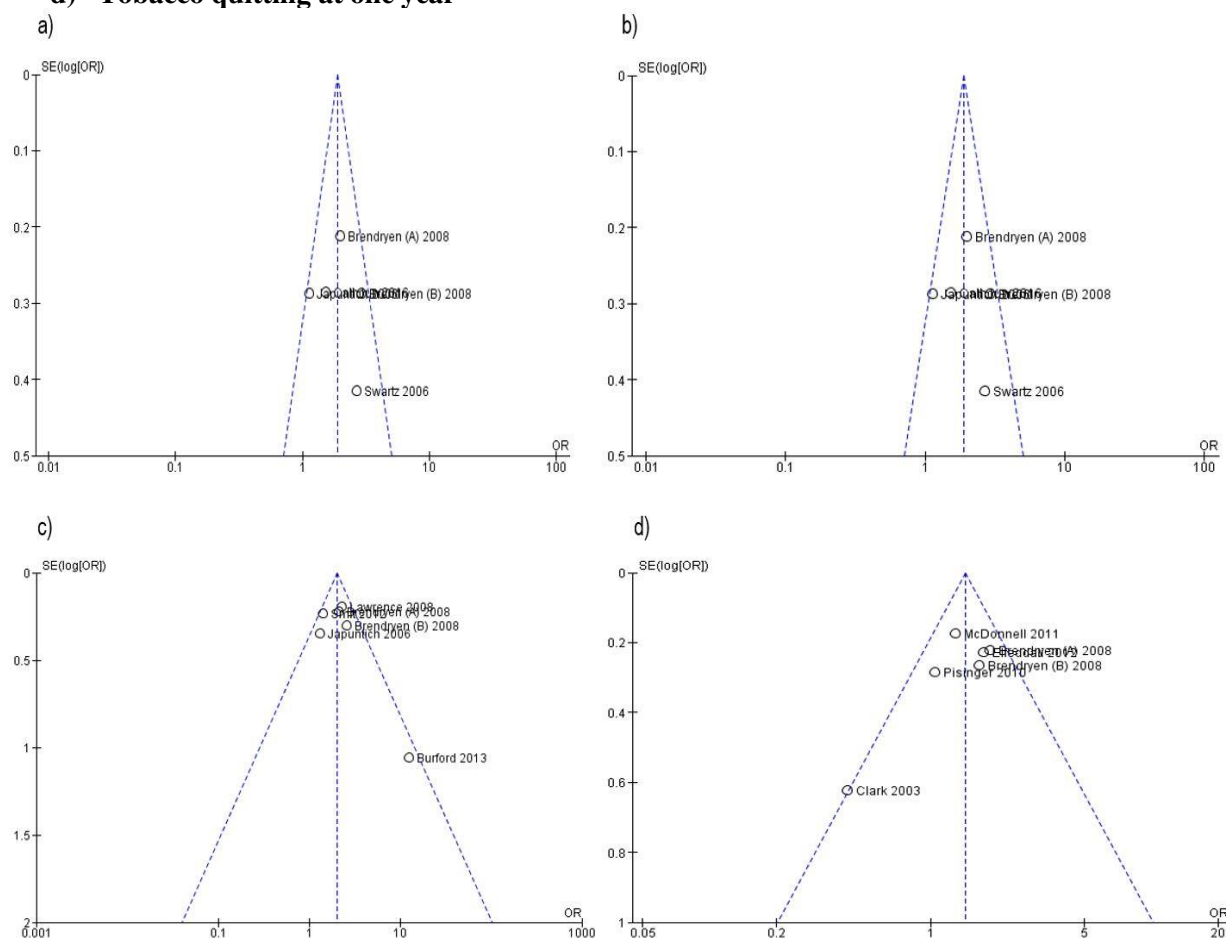 d) Tobacco quitting at one year
a)
SE(log[OR])
0
0.1
0.2
Brendryen (A) 2008
0.3
Brendryen (B) 2008
0.4
Swartz 2006
OR
0.5
0.01
0.1
1
10
100
b)
SE(log[OR])
0
0.1
0.2
Brendryen (A) 2008
0.3
Brendryen (B) 2008
0.4
Swartz 2006
OR
0.5
0.01
0.1
1
10
100
c)
SE(log[OR])
0
Lawrence 2008
Brendryen (A) 2008
Brendryen (B) 2008
Japuntich 2006
0.5
1
Burford 2013
1.5
OR
2
0.001
0.1
1
10
1000
d)
SE(log[OR])
0
McDonnell 2011
0.2
Brendryen (A) 2008
Brendryen (B) 2008
Pisinger 2010
0.4
0.6
Clark 2003
0.8
OR
1
0.05
0.2
1
5
20